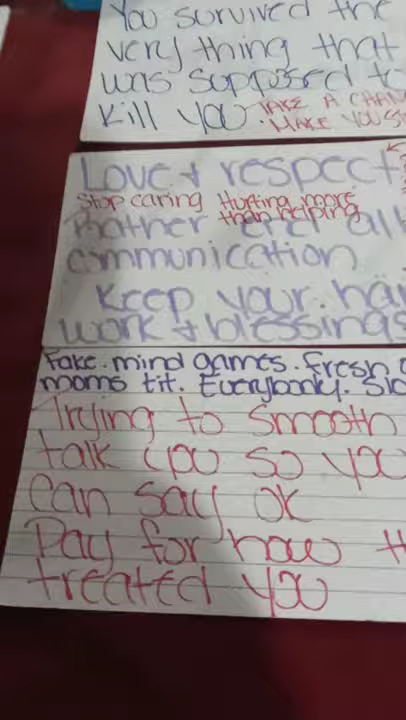 You survived the
very thing that
was supposed to
kill you. TAKE A
MAKE YOU
Love + respect
Stop caring Hurting more
than helping
Rather end all
communication
Keep your
work + blessings
Fake. mind games. Fresh
moms tit. Everybody.
Trying to smooth
talk you so you
can say ok
Pay for how
treated you